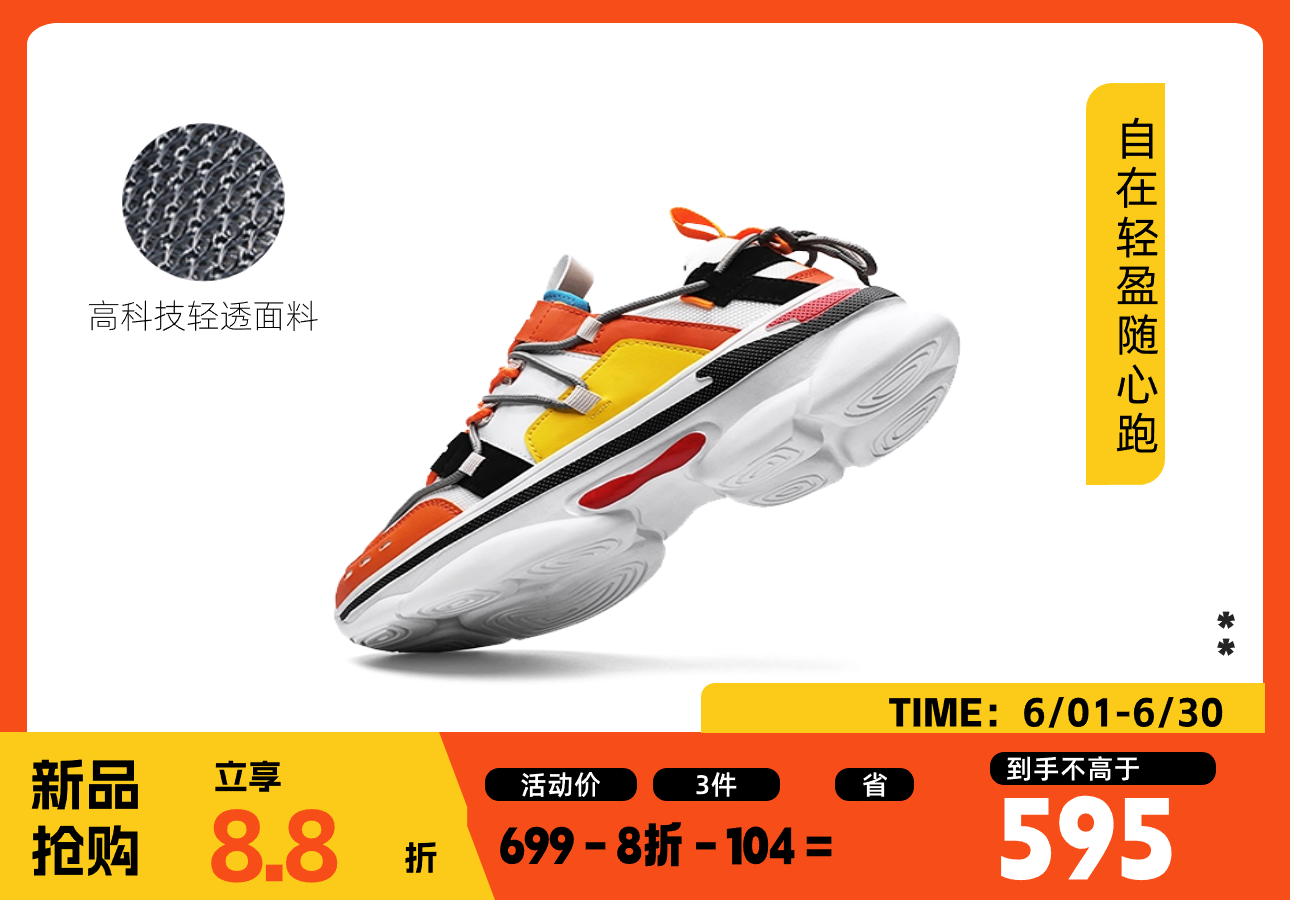 高科技轻透面料
自在轻盈随心跑
**
TIME：6/01-6/30
新品
抢购
立享
8.8折
活动价 3件 省
699 - 8折 - 104 =
到手不高于
595